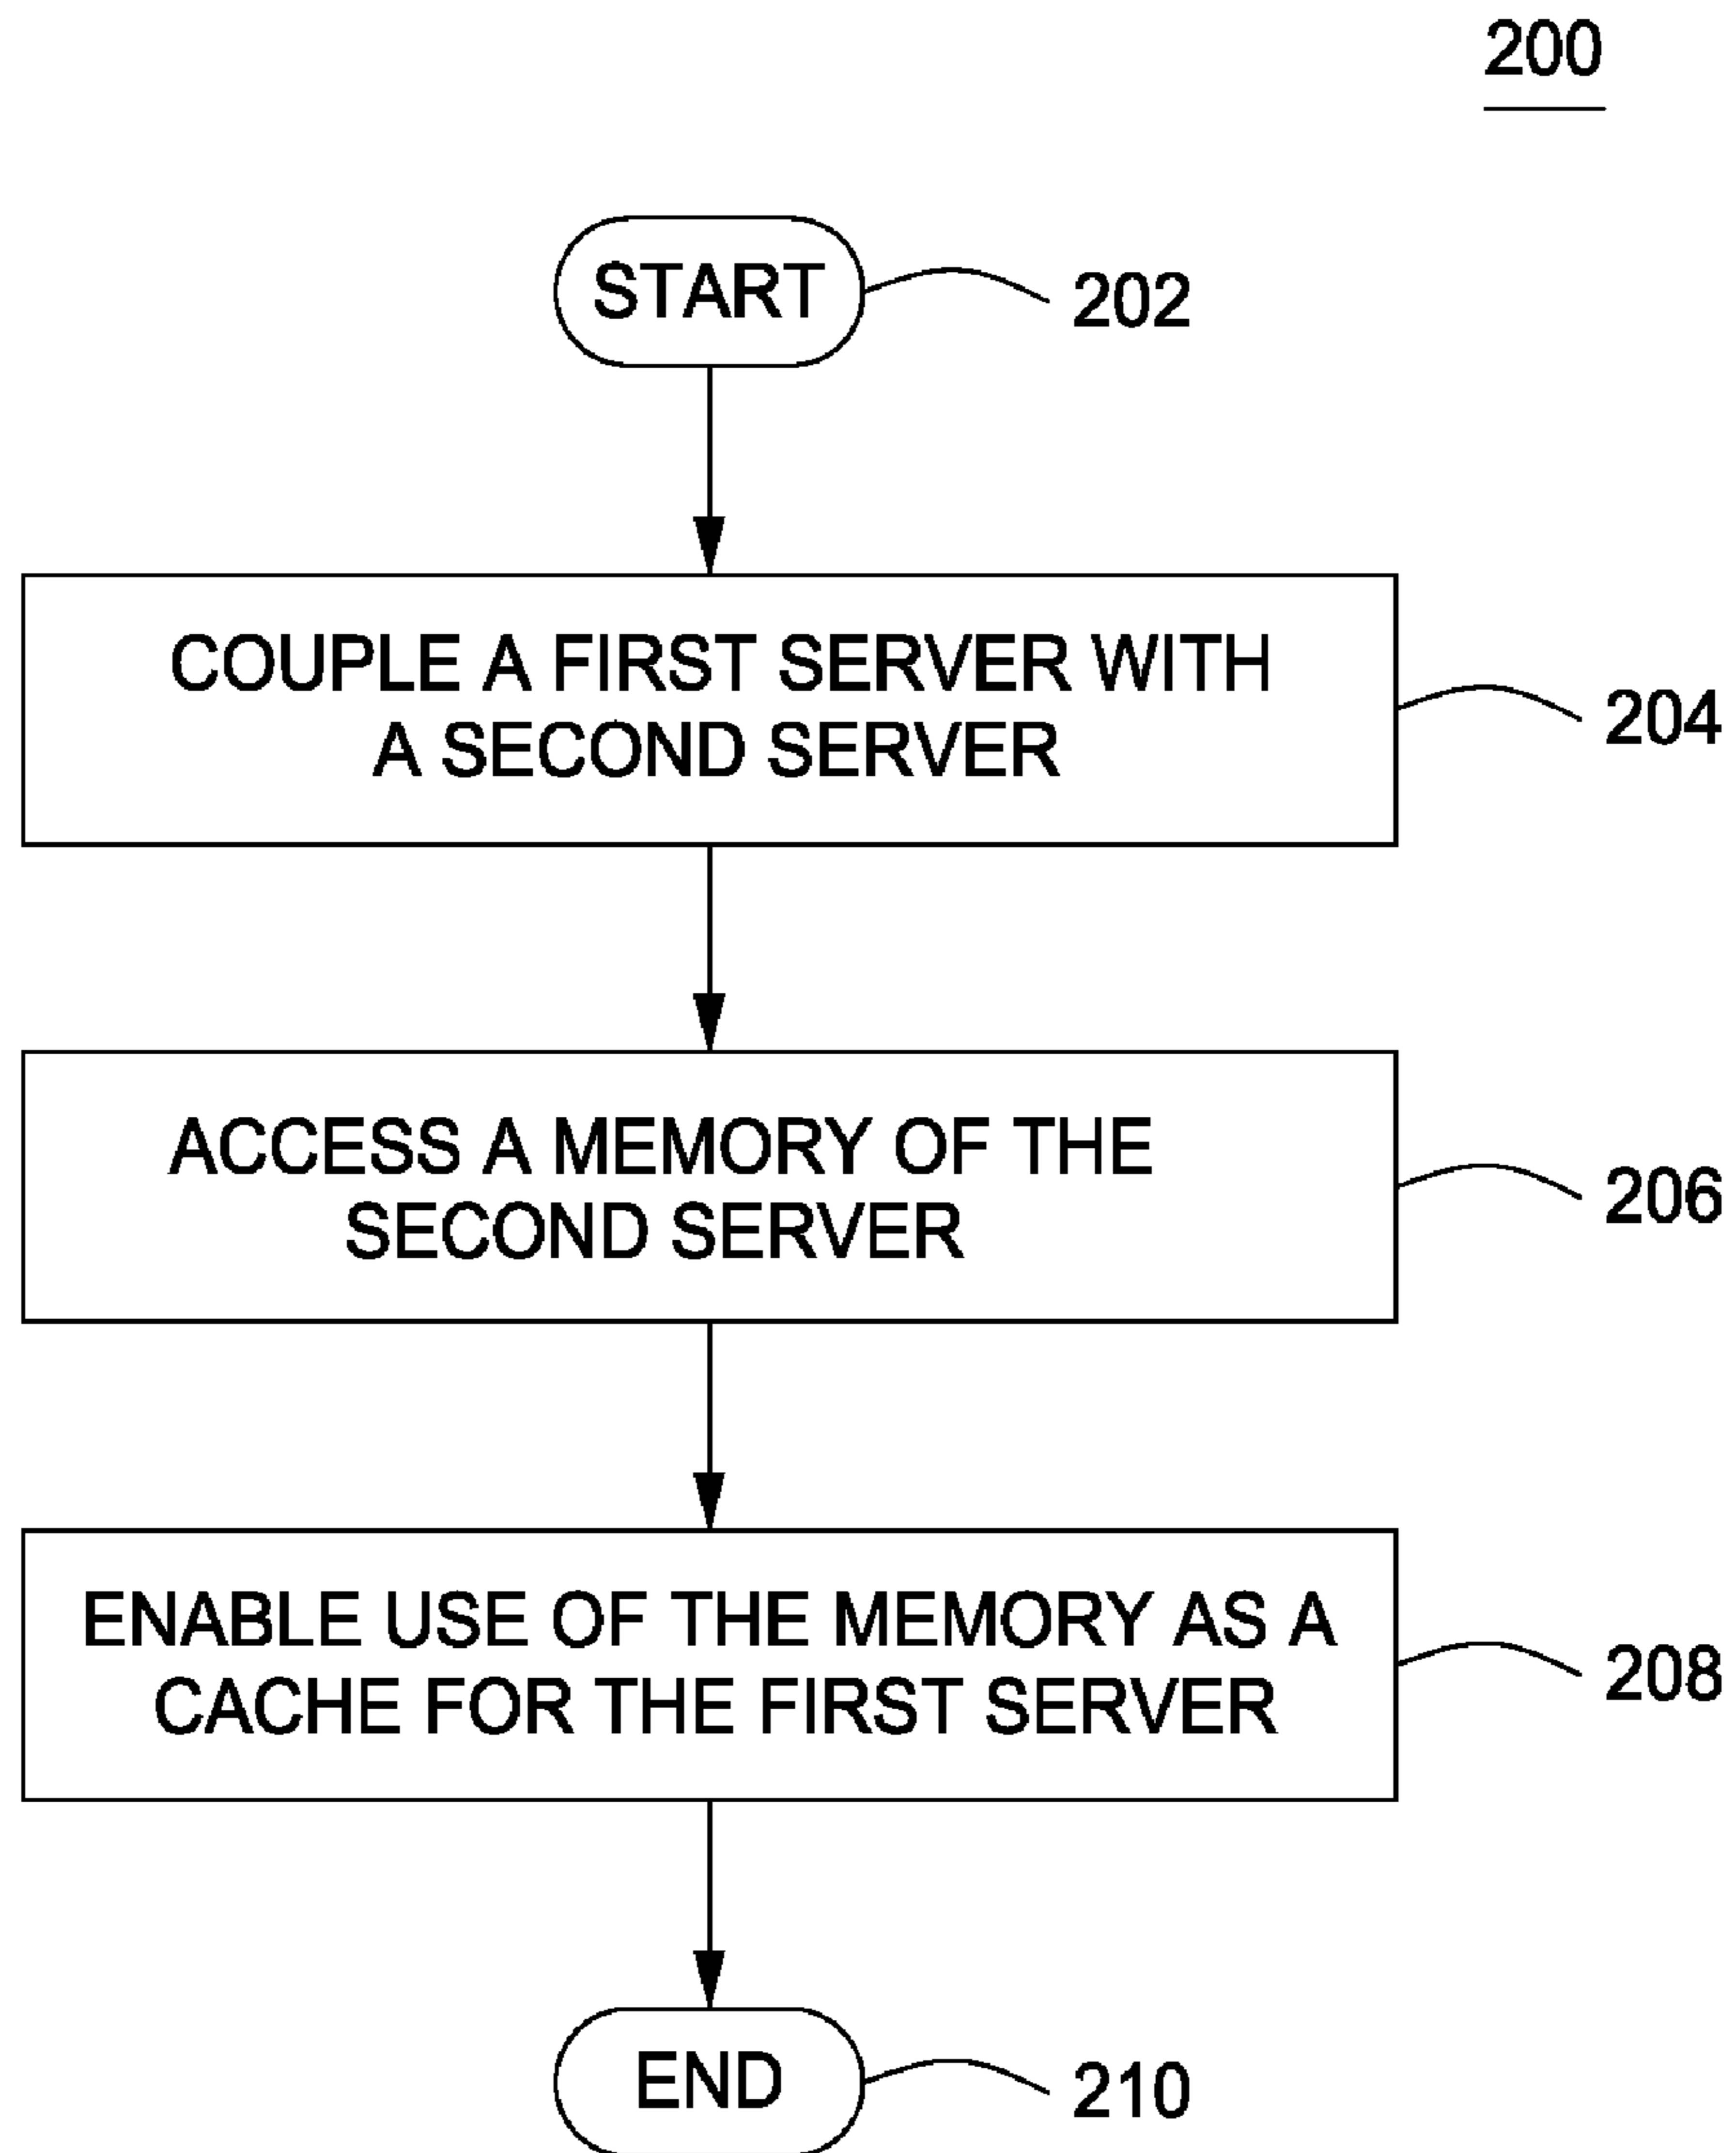 200
START
202
COUPLE A FIRST SERVER WITH
A SECOND SERVER
204
ACCESS A MEMORY OF THE
SECOND SERVER
206
ENABLE USE OF THE MEMORY AS A
CACHE FOR THE FIRST SERVER
208
END
210